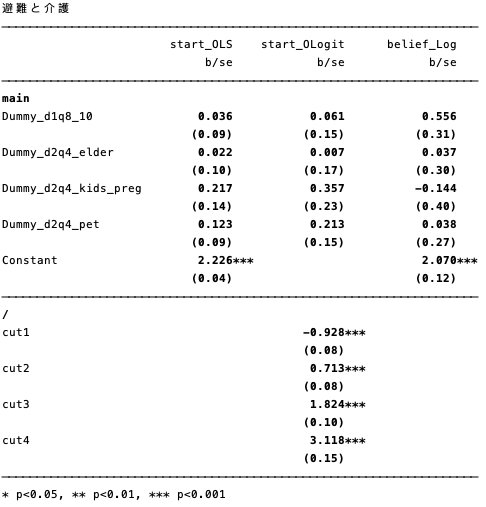 避難と介護
start_OLS start_OLogit belief_Log
b/se b/se b/se
main
Dummy_d1q8_10 0.036 0.061 0.556
(0.09) (0.15) (0.31)
Dummy_d2q4_elder 0.022 0.007 0.037
(0.10) (0.17) (0.30)
Dummy_d2q4_kids_preg 0.217 0.357 -0.144
(0.14) (0.23) (0.40)
Dummy_d2q4_pet 0.123 0.213 0.038
(0.09) (0.15) (0.27)
Constant 2.226*** 2.070***
(0.04) (0.12)
/
cut1 -0.928***
(0.08)
cut2 0.713***
(0.08)
cut3 1.824***
(0.10)
cut4 3.118***
(0.15)
* p<0.05, ** p<0.01, *** p<0.001